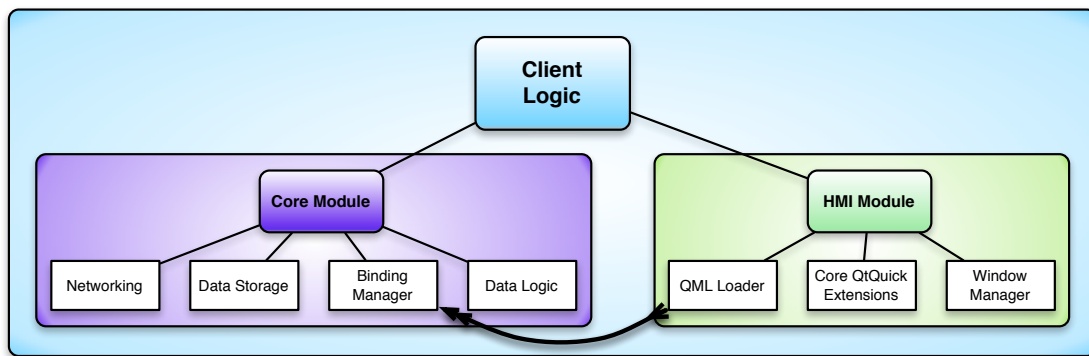 Client
Logic
Core Module
HMI Module
Networking
Data Storage
Binding
Manager
Data Logic
QML Loader
Core QtQuick
Extensions
Window
Manager